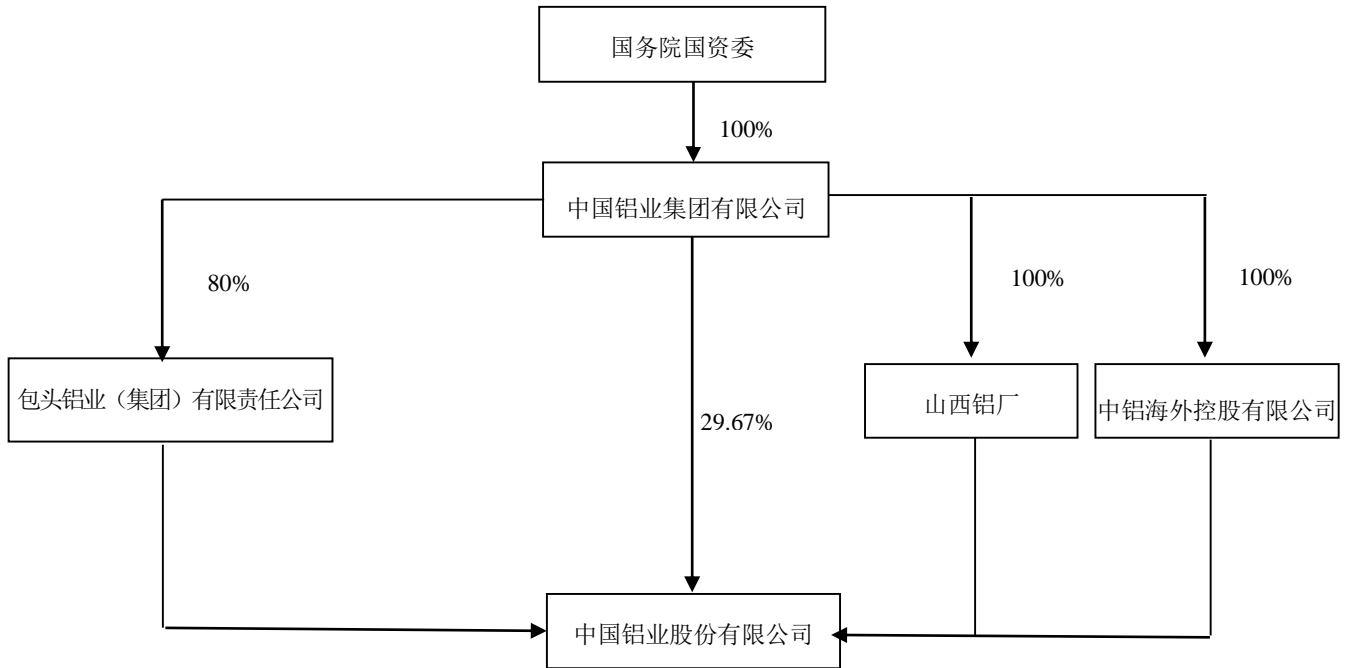 国务院国资委
100%
中国铝业集团有限公司
80%
100%
100%
包头铝业（集团）有限责任公司
29.67%
山西铝厂
中铝海外控股有限公司
中国铝业股份有限公司